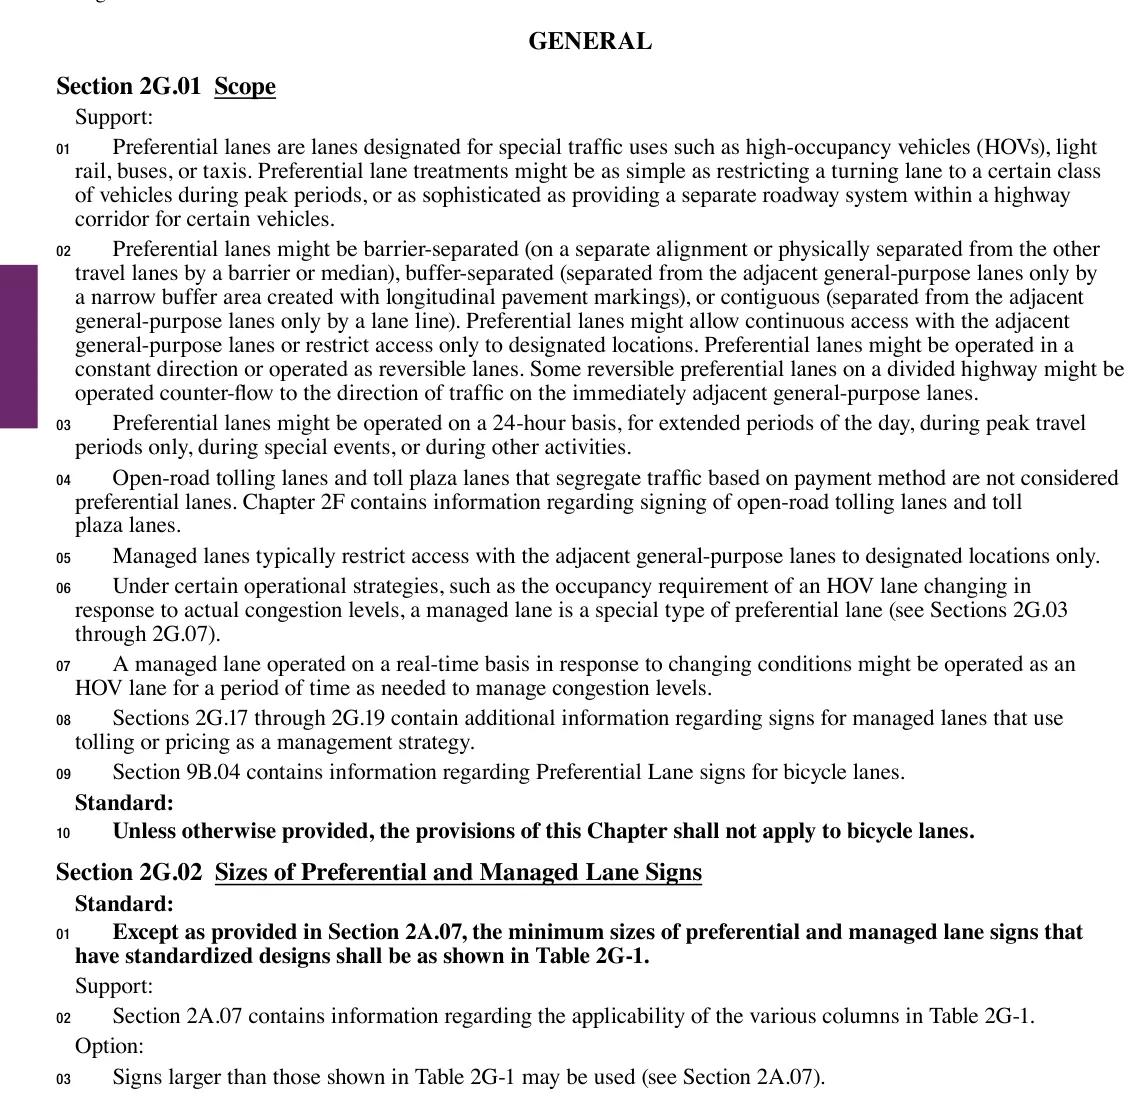 GENERAL
Section 2G.01 Scope
Support:
01 Preferential lanes are lanes designated for special traffic uses such as high-occupancy vehicles (HOVs), light
rail, buses, or taxis. Preferential lane treatments might be as simple as restricting a turning lane to a certain class
of vehicles during peak periods, or as sophisticated as providing a separate roadway system within a highway
corridor for certain vehicles.
02 Preferential lanes might be barrier-separated (on a separate alignment or physically separated from the other
travel lanes by a barrier or median), buffer-separated (separated from the adjacent general-purpose lanes only by
a narrow buffer area created with longitudinal pavement markings), or contiguous (separated from the adjacent
general-purpose lanes only by a lane line). Preferential lanes might allow continuous access with the adjacent
general-purpose lanes or restrict access only to designated locations. Preferential lanes might be operated in a
constant direction or operated as reversible lanes. Some reversible preferential lanes on a divided highway might be
operated counter-flow to the direction of traffic on the immediately adjacent general-purpose lanes.
03 Preferential lanes might be operated on a 24-hour basis, for extended periods of the day, during peak travel
periods only, during special events, or during other activities.
04 Open-road tolling lanes and toll plaza lanes that segregate traffic based on payment method are not considered
preferential lanes. Chapter 2F contains information regarding signing of open-road tolling lanes and toll
plaza lanes.
05 Managed lanes typically restrict access with the adjacent general-purpose lanes to designated locations only.
06 Under certain operational strategies, such as the occupancy requirement of an HOV lane changing in
response to actual congestion levels, a managed lane is a special type of preferential lane (see Sections 2G.03
through 2G.07).
07 A managed lane operated on a real-time basis in response to changing conditions might be operated as an
HOV lane for a period of time as needed to manage congestion levels.
08 Sections 2G.17 through 2G.19 contain additional information regarding signs for managed lanes that use
tolling or pricing as a management strategy.
09 Section 9B.04 contains information regarding Preferential Lane signs for bicycle lanes.
Standard:
10 Unless otherwise provided, the provisions of this Chapter shall not apply to bicycle lanes.
Section 2G.02 Sizes of Preferential and Managed Lane Signs
Standard:
01 Except as provided in Section 2A.07, the minimum sizes of preferential and managed lane signs that
have standardized designs shall be as shown in Table 2G-1.
Support:
02 Section 2A.07 contains information regarding the applicability of the various columns in Table 2G-1.
Option:
03 Signs larger than those shown in Table 2G-1 may be used (see Section 2A.07).